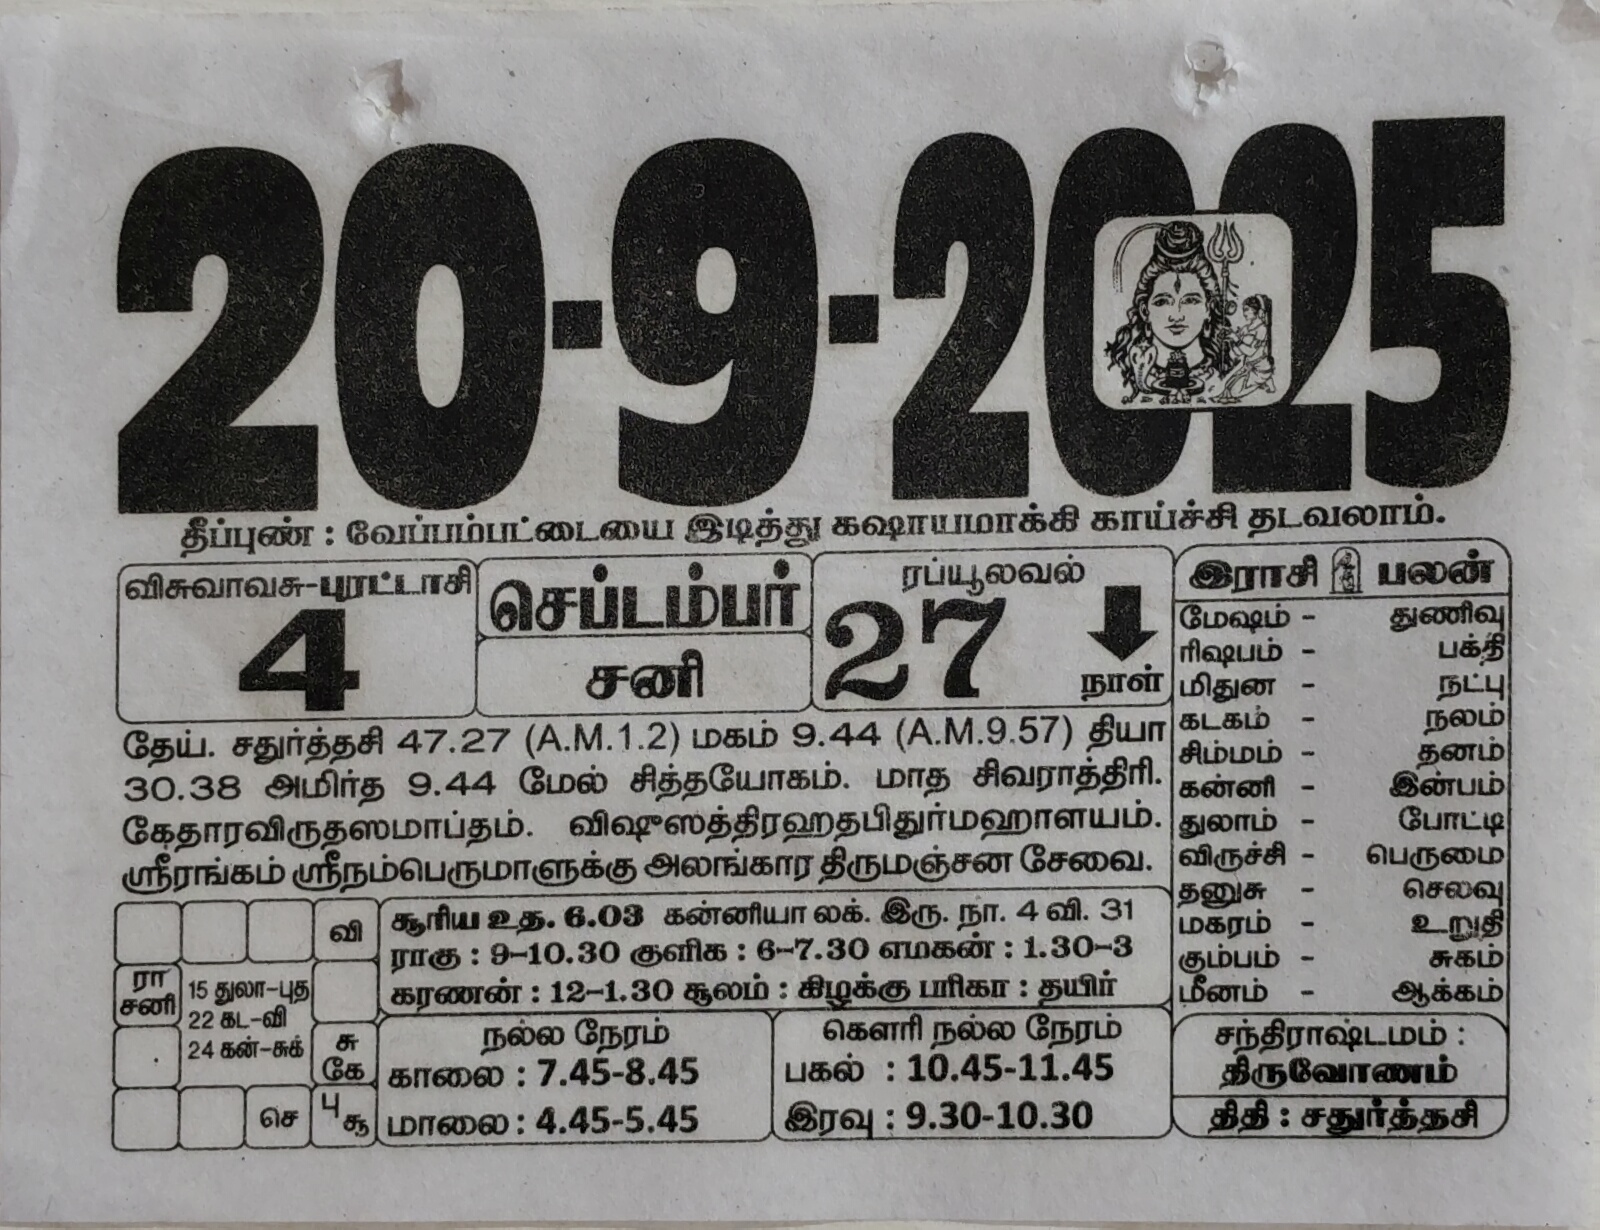 20-9-2025
தீப்புண் : வேப்பம்பட்டையை இடித்து கஷாயமாக்கி காய்ச்சி தடவலாம்.
விசுவாவசு-புரட்டாசி
4
செப்டம்பர்
சனி
ரப்யூலவல்
27
நாள்
தேய். சதுர்த்தசி 47.27 (A.M.1.2) மகம் 9.44 (A.M.9.57) தியா
30.38 அமிர்த 9.44 மேல் சித்தயோகம். மாத சிவராத்திரி.
கேதாரவிருதஸமாப்தம். விஷுஸத்திரஹதபிதுர்மஹாளயம்.
ஸ்ரீரங்கம் ஸ்ரீநம்பெருமாளுக்கு அலங்கார திருமஞ்சன சேவை.
வி
ரா
சனி
15 துலா-புத
22 கட-வி
24 கன்-சுக்
சு
கே
செ
பு
சூ
சூரிய உத. 6.03 கன்னியா லக். இரு. நா. 4 வி. 31
ராகு : 9-10.30 குளிக : 6-7.30 எமகன் : 1.30-3
கரணன் : 12-1.30 சூலம் : கிழக்கு பரிகா : தயிர்
நல்ல நேரம்
காலை : 7.45-8.45
மாலை : 4.45-5.45
கௌரி நல்ல நேரம்
பகல் : 10.45-11.45
இரவு : 9.30-10.30
இராசி பலன்
மேஷம் - துணிவு
ரிஷபம் - பக்தி
மிதுன - நட்பு
கடகம் - நலம்
சிம்மம் - தனம்
கன்னி - இன்பம்
துலாம் - போட்டி
விருச்சி - பெருமை
தனுசு - செலவு
மகரம் - உறுதி
கும்பம் - சுகம்
மீனம் - ஆக்கம்
சந்திராஷ்டமம் :
திருவோணம்
திதி : சதுர்த்தசி